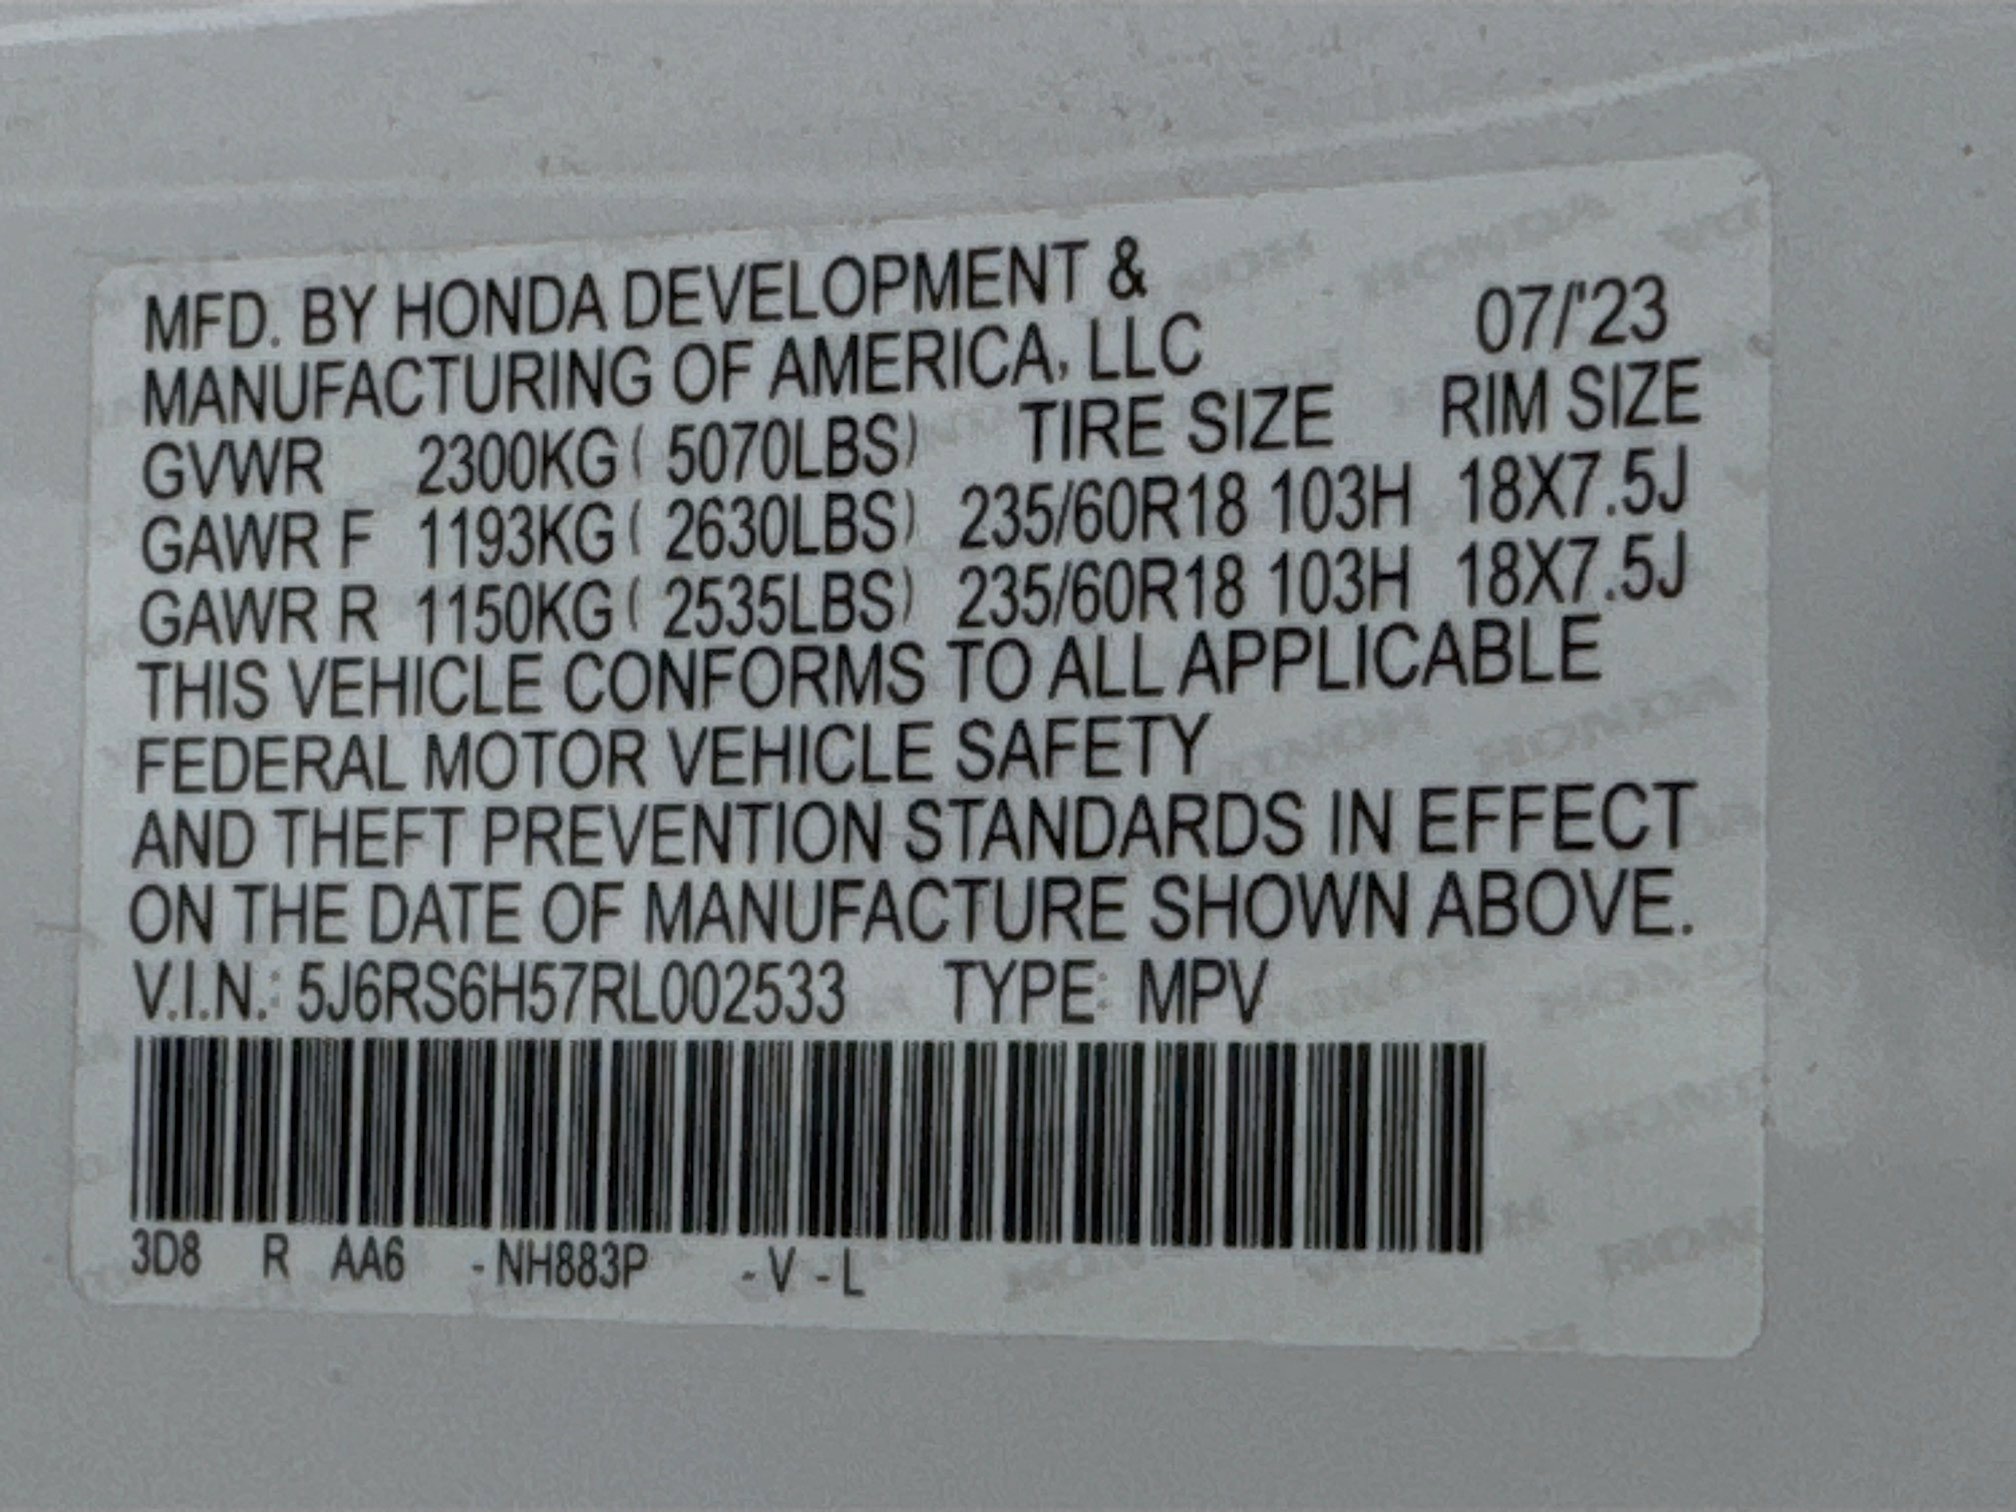 MFD. BY HONDA DEVELOPMENT &
MANUFACTURING OF AMERICA, LLC 07/'23
GVWR 2300KG ( 5070LBS) TIRE SIZE RIM SIZE
GAWR F 1193KG ( 2630LBS) 235/60R18 103H 18X7.5J
GAWR R 1150KG ( 2535LBS) 235/60R18 103H 18X7.5J
THIS VEHICLE CONFORMS TO ALL APPLICABLE
FEDERAL MOTOR VEHICLE SAFETY
AND THEFT PREVENTION STANDARDS IN EFFECT
ON THE DATE OF MANUFACTURE SHOWN ABOVE.
V.I.N.: 5J6RS6H57RL002533 TYPE: MPV
3D8 R AA6 - NH883P - V - L